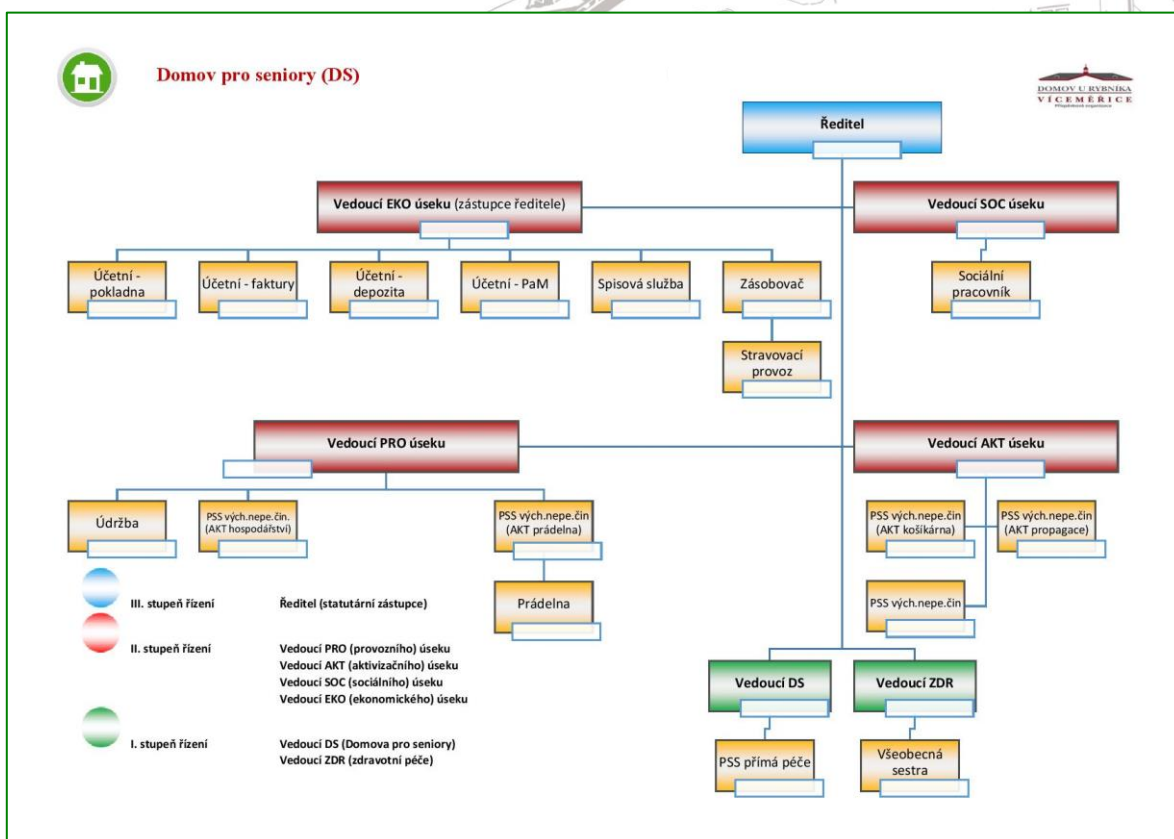 Domov pro seniory (DS)
DOMOV U RYBNÍKA
VÍCEMĚŘICE
Příspěvková organizace
Ředitel
Vedoucí EKO úseku (zástupce ředitele)
Vedoucí SOC úseku
Účetní -
pokladna
Účetní - faktury
Účetní -
depozita
Účetní - PaM
Spisová služba
Zásobovač
Sociální
pracovník
Stravovací
provoz
Vedoucí PRO úseku
Vedoucí AKT úseku
Údržba
PSS vých.nepe.čin.
(AKT hospodářství)
PSS vých.nepe.čin
(AKT prádelna)
PSS vých.nepe.čin
(AKT košíkárna)
PSS vých.nepe.čin
(AKT propagace)
Prádelna
PSS vých.nepe.čin
III. stupeň řízení
Ředitel (statutární zástupce)
II. stupeň řízení
Vedoucí PRO (provozního) úseku
Vedoucí AKT (aktivizačního) úseku
Vedoucí SOC (sociálního) úseku
Vedoucí EKO (ekonomického) úseku
Vedoucí DS
Vedoucí ZDR
I. stupeň řízení
Vedoucí DS (Domova pro seniory)
Vedoucí ZDR (zdravotní péče)
PSS přímá péče
Všeobecná
sestra